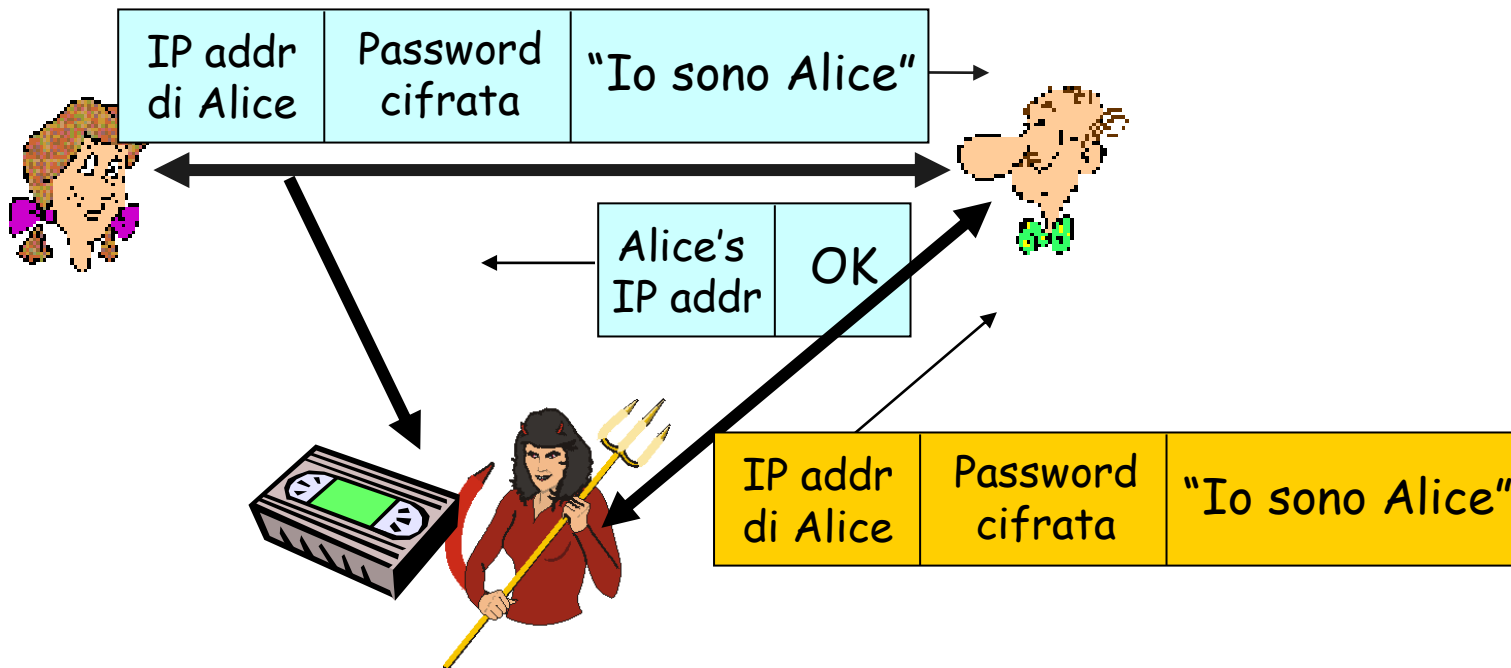 IP addr
di Alice
Password
cifrata
“Io sono Alice”
Alice’s
IP addr
OK
IP addr
di Alice
Password
cifrata
“Io sono Alice”